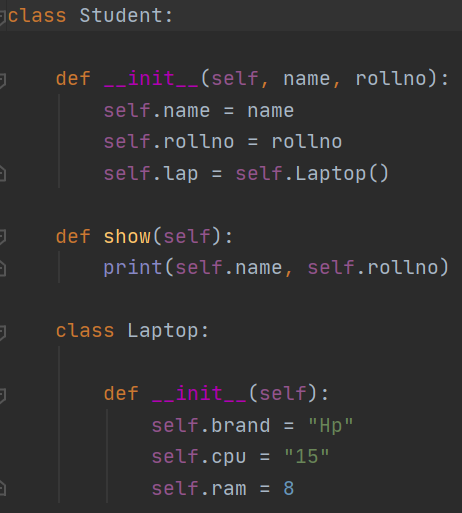 class Student:
    def __init__(self, name, rollno):
        self.name = name
        self.rollno = rollno
        self.lap = self.Laptop()
    def show(self):
        print(self.name, self.rollno)
    class Laptop:
        def __init__(self):
            self.brand = "Hp"
            self.cpu = "15"
            self.ram = 8